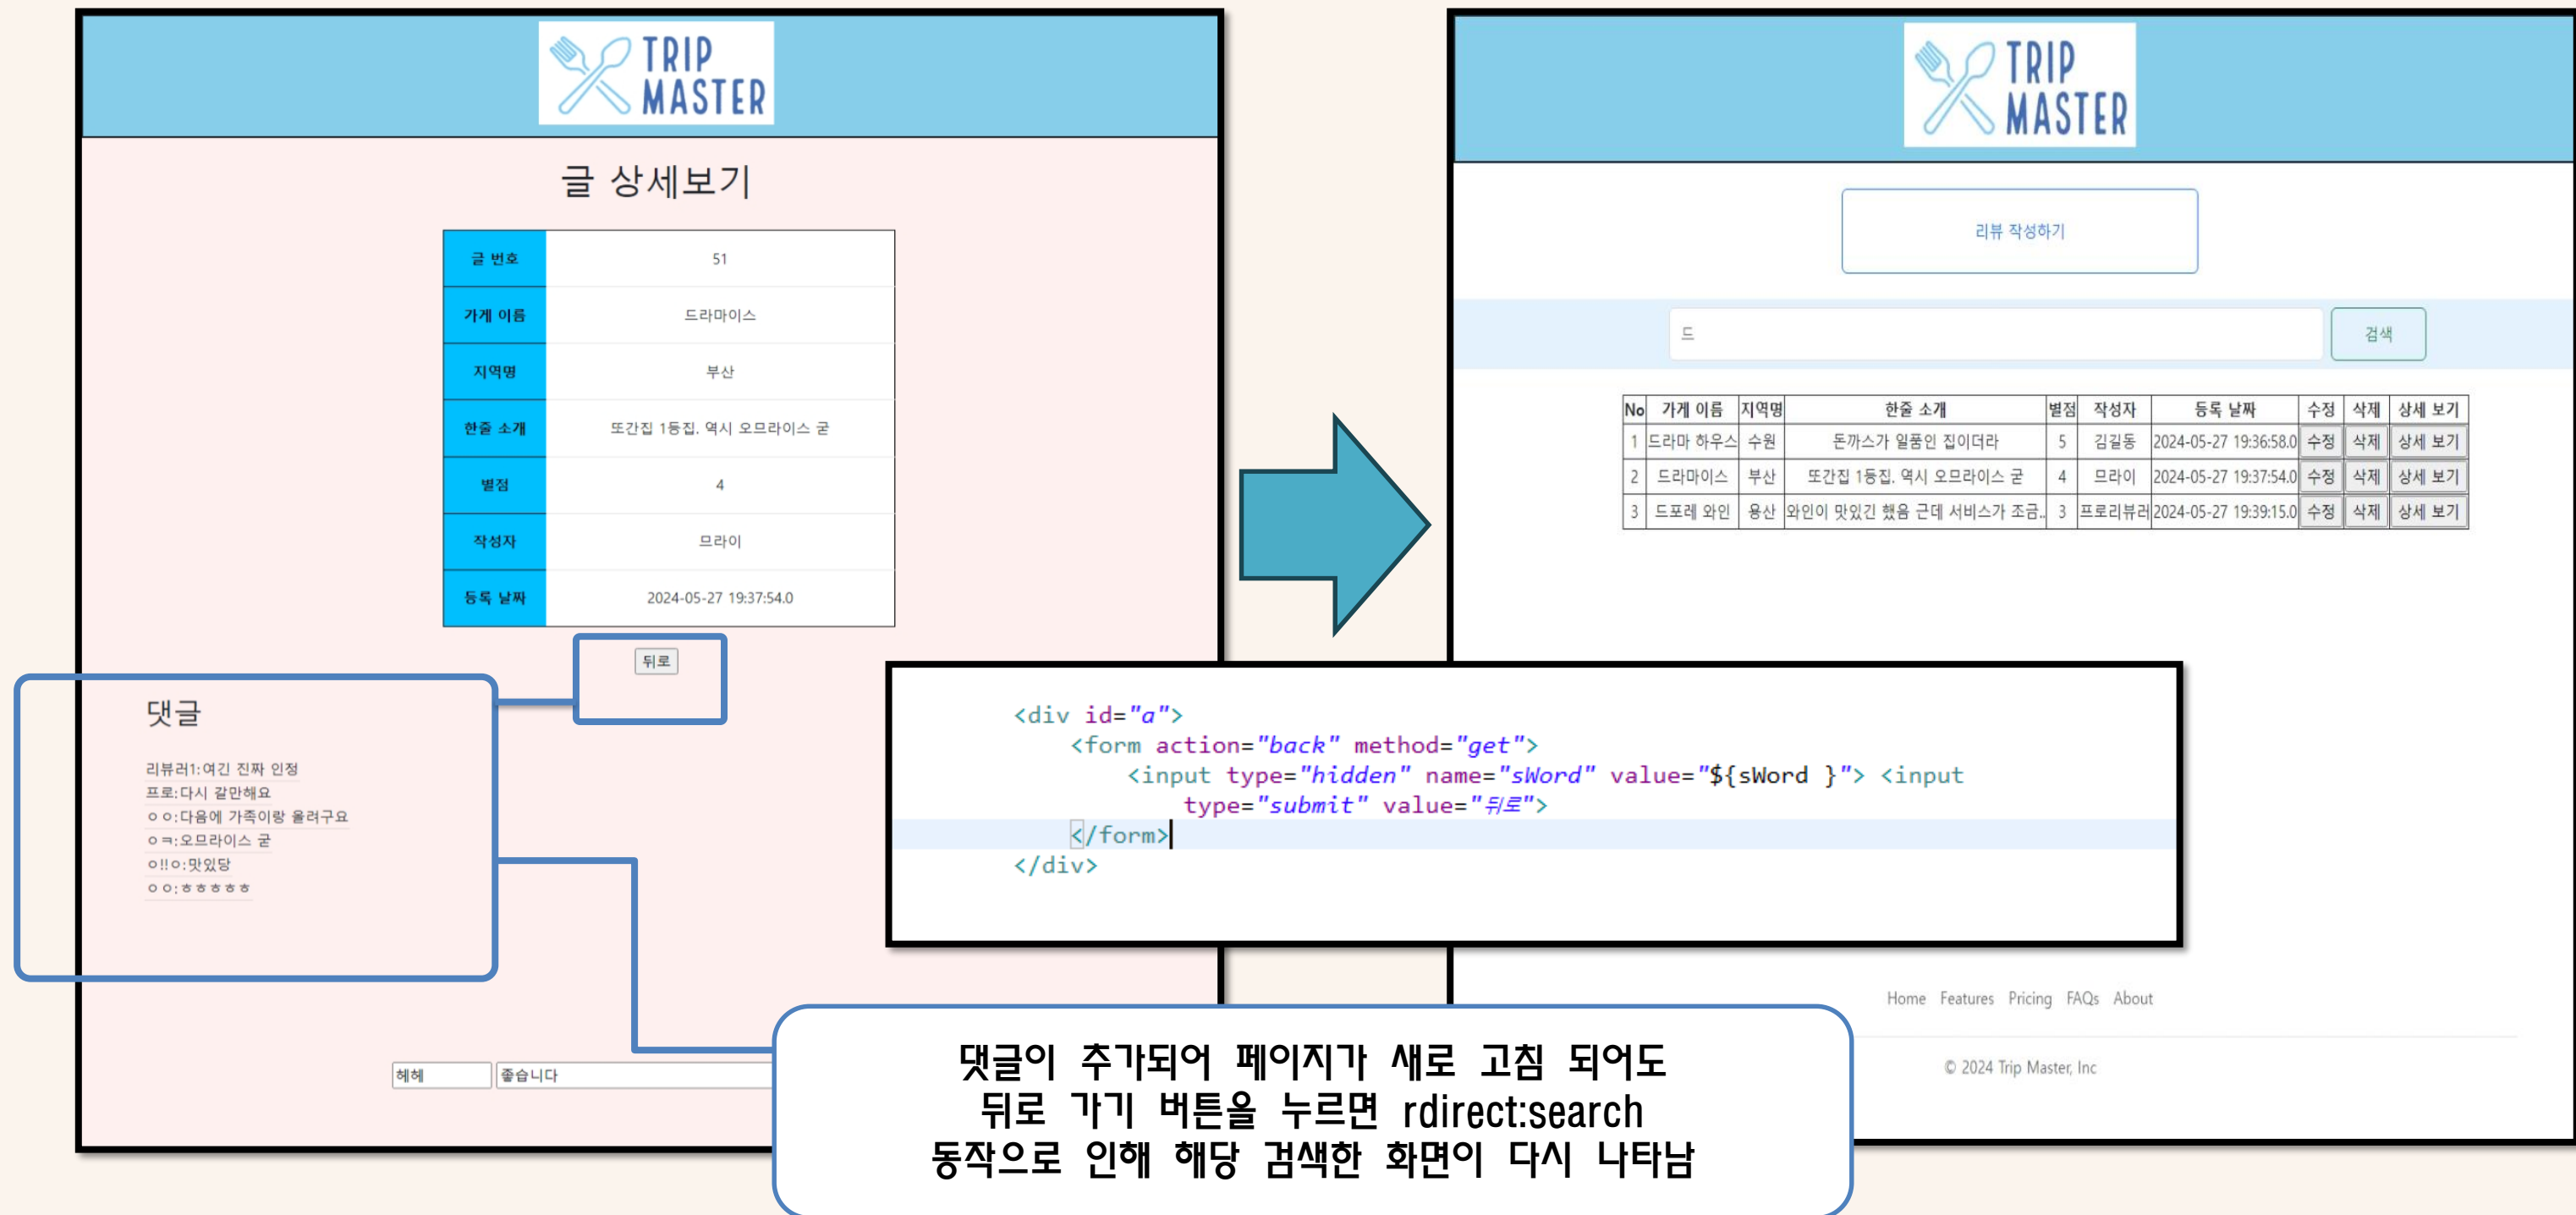 TRIP
MASTER
글 상세보기
글 번호 51
가게 이름 드라마이스
지역명 부산
한줄 소개 또간집 1등집. 역시 오므라이스 굳
별점 4
작성자 므라이
등록 날짜 2024-05-27 19:37:54.0
뒤로
댓글
리뷰러1:여긴 진짜 인정
프로:다시 갈만해요
ㅇㅇ:다음에 가족이랑 올려구요
ㅇㅋ:오므라이스 굳
ㅇ!!ㅇ:맛있당
ㅇㅇ:ㅎㅎㅎㅎㅎ
헤헤 좋습니다
TRIP
MASTER
리뷰 작성하기
드 검색
No 가게 이름 지역명 한줄 소개 별점 작성자 등록 날짜 수정 삭제 상세 보기
1 드라마 하우스 수원 돈까스가 일품인 집이더라 5 김길동 2024-05-27 19:36:58.0 수정 삭제 상세 보기
2 드라마이스 부산 또간집 1등집. 역시 오므라이스 굳 4 므라이 2024-05-27 19:37:54.0 수정 삭제 상세 보기
3 드포레 와인 용산 와인이 맛있긴 했음 근데 서비스가 조금.. 3 프로리뷰러 2024-05-27 19:39:15.0 수정 삭제 상세 보기
<div id="a">
<form action="back" method="get">
<input type="hidden" name="sWord" value="${sWord }"> <input
type="submit" value="뒤로">
</form>
</div>
Home Features Pricing FAQs About
© 2024 Trip Master, Inc
댓글이 추가되어 페이지가 새로 고침 되어도
뒤로 가기 버튼을 누르면 rdirect:search
동작으로 인해 해당 검색한 화면이 다시 나타남